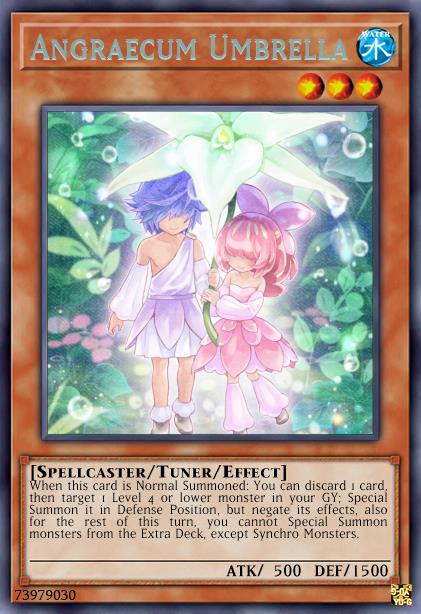 ANGRAECUM UMBRELLA
WATER
水
[SPELLCASTER/TUNER/EFFECT]
When this card is Normal Summoned: You can discard 1 card,
then target 1 Level 4 or lower monster in your GY; Special
Summon it in Defense Position, but negate its effects, also
for the rest of this turn, you cannot Special Summon
monsters from the Extra Deck, except Synchro Monsters.
ATK/ 500 DEF/1500
73979030